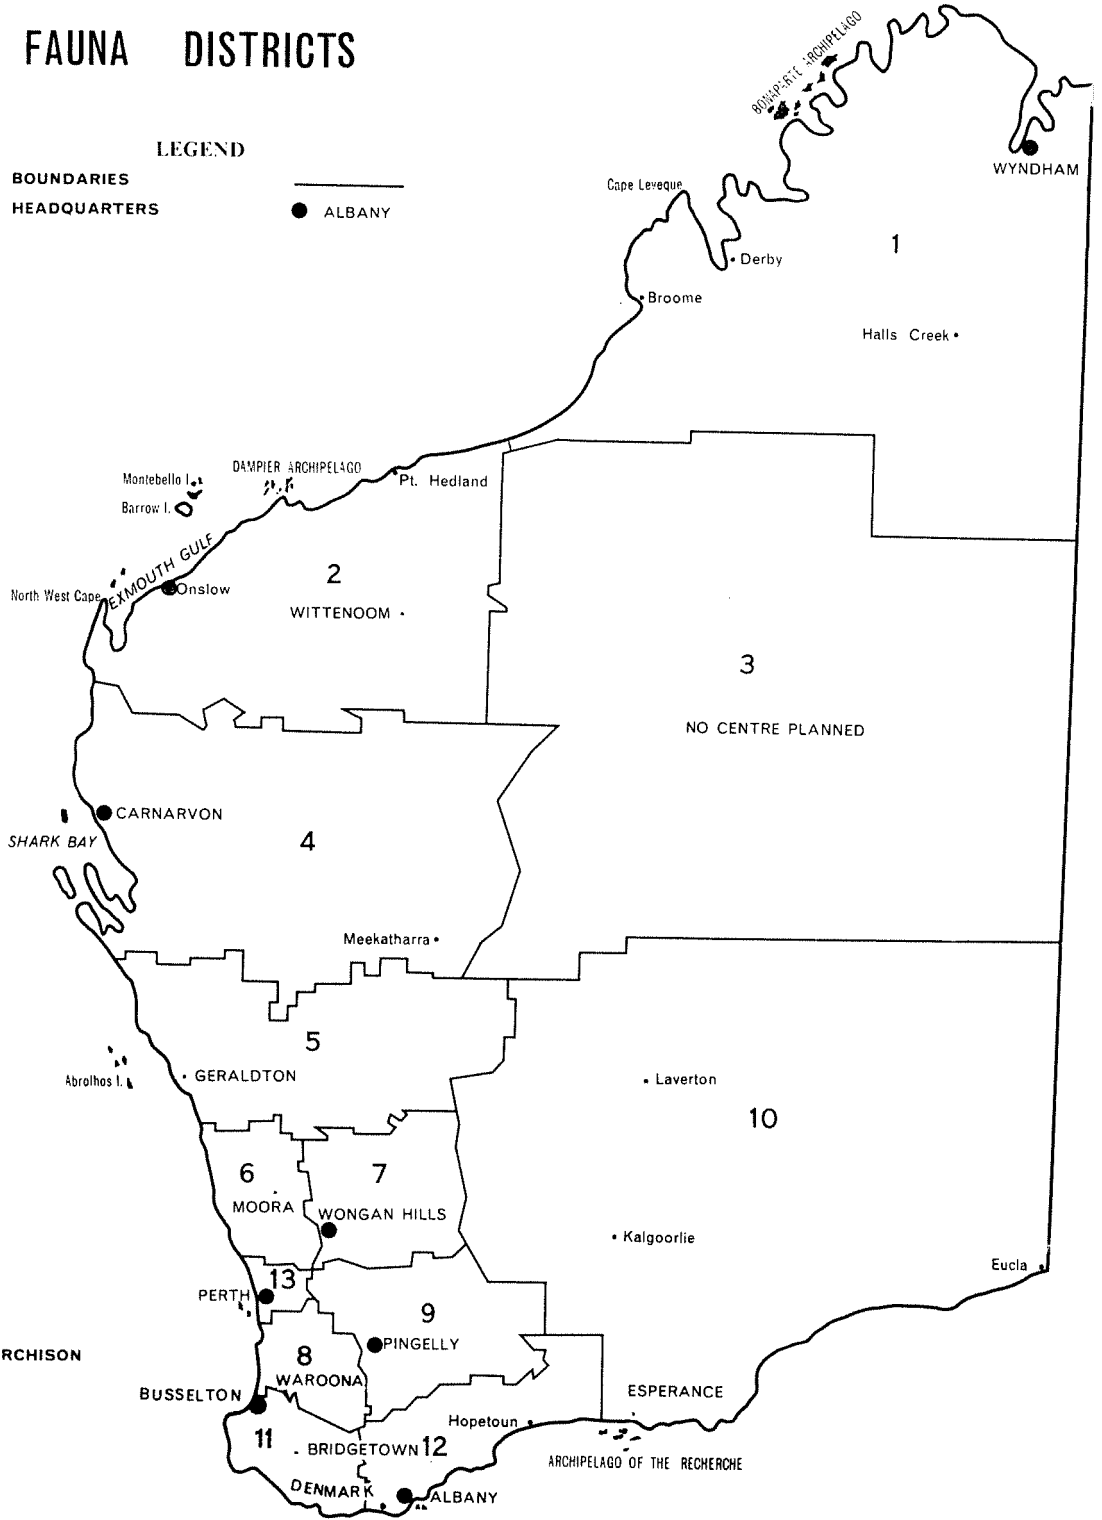 FAUNA DISTRICTS
LEGEND
BOUNDARIES
HEADQUARTERS
ALBANY
BONAPARTE ARCHIPELAGO
WYNDHAM
Cape Leveque
1
Derby
Broome
Halls Creek
DAMPIER ARCHIPELAGO
Montebello I.
Pt. Hedland
Barrow I.
EXMOUTH GULF
2
Onslow
North West Cape
WITTENOOM
3
NO CENTRE PLANNED
CARNARVON
SHARK BAY
4
Meekatharra
5
GERALDTON
Abrolhos I.
Laverton
10
6
7
MOORA
WONGAN HILLS
Kalgoorlie
Eucla
13
PERTH
9
PINGELLY
RCHISON
8
WAROONA
BUSSELTON
ESPERANCE
Hopetoun
11
BRIDGETOWN
12
ARCHIPELAGO OF THE RECHERCHE
DENMARK
ALBANY